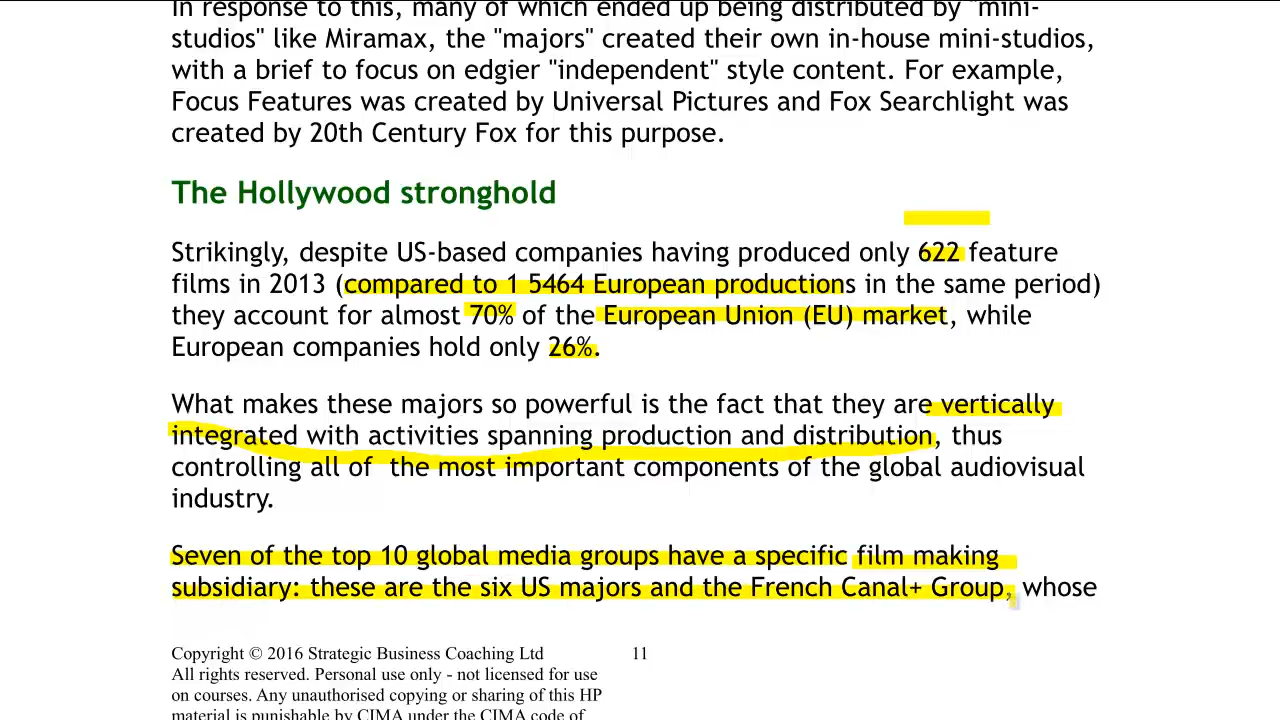 In response to this, many of which ended up being distributed by "mini-
studios" like Miramax, the "majors" created their own in-house mini-studios,
with a brief to focus on edgier "independent" style content. For example,
Focus Features was created by Universal Pictures and Fox Searchlight was
created by 20th Century Fox for this purpose.
The Hollywood stronghold
Strikingly, despite US-based companies having produced only 622 feature
films in 2013 (compared to 1 5464 European productions in the same period)
they account for almost 70% of the European Union (EU) market, while
European companies hold only 26%.
What makes these majors so powerful is the fact that they are vertically
integrated with activities spanning production and distribution, thus
controlling all of  the most important components of the global audiovisual
industry.
Seven of the top 10 global media groups have a specific film making
subsidiary: these are the six US majors and the French Canal+ Group, whose
Copyright © 2016 Strategic Business Coaching Ltd 11
All rights reserved. Personal use only - not licensed for use
on courses. Any unauthorised copying or sharing of this HP
material is punishable by CIMA under the CIMA code of